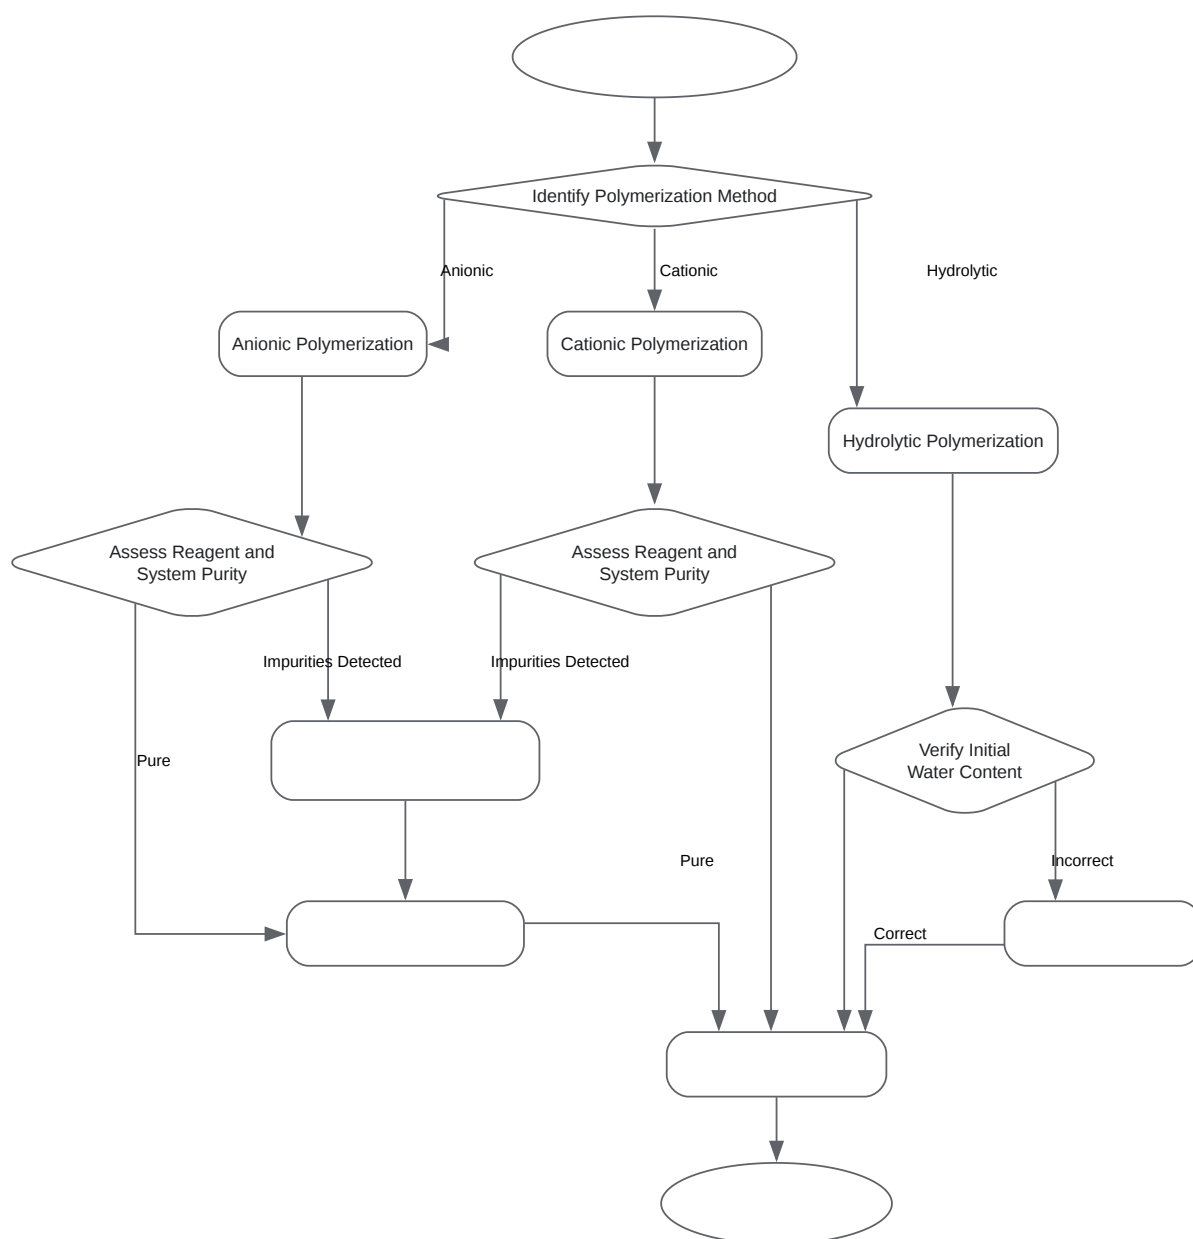 Identify Polymerization Method
Anionic
Cationic
Hydrolytic
Anionic Polymerization
Cationic Polymerization
Hydrolytic Polymerization
Assess Reagent and
System Purity
Assess Reagent and
System Purity
Impurities Detected
Impurities Detected
Verify Initial
Water Content
Pure
Pure
Incorrect
Correct